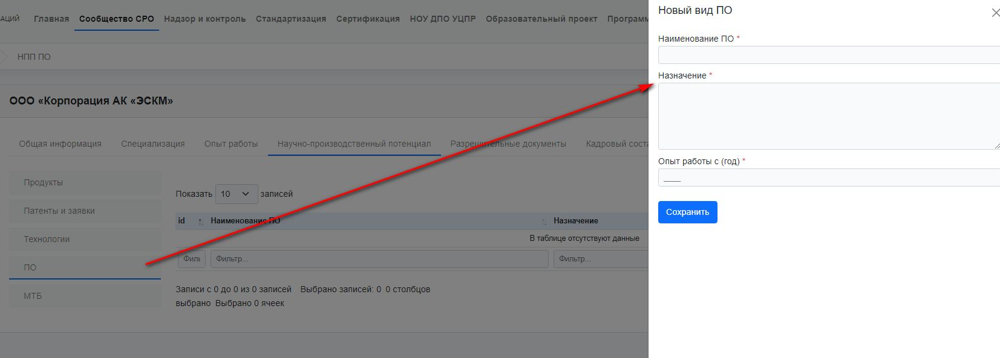 Новый вид ПО
ЗАЦИЙ Главная Сообщество СРО Надзор и контроль Стандартизация Сертификация НОУ ДПО УЦПР Образовательный проект Программ
Наименование ПО *
НПП ПО
Назначение *
ООО «Корпорация АК «ЭСКМ»
Общая информация Специализация Опыт работы Научно-производственный потенциал Разрешительные документы Кадровый соста
Опыт работы с (год) *
____
Сохранить
Продукты
Патенты и заявки
Технологии
ПО
МТБ
Показать 10 записей
id Наименование ПО Назначение
В таблице отсутствуют данные
Филь Фильтр... Фильтр...
Записи с 0 до 0 из 0 записей Выбрано записей: 0 0 столбцов
выбрано Выбрано 0 ячеек